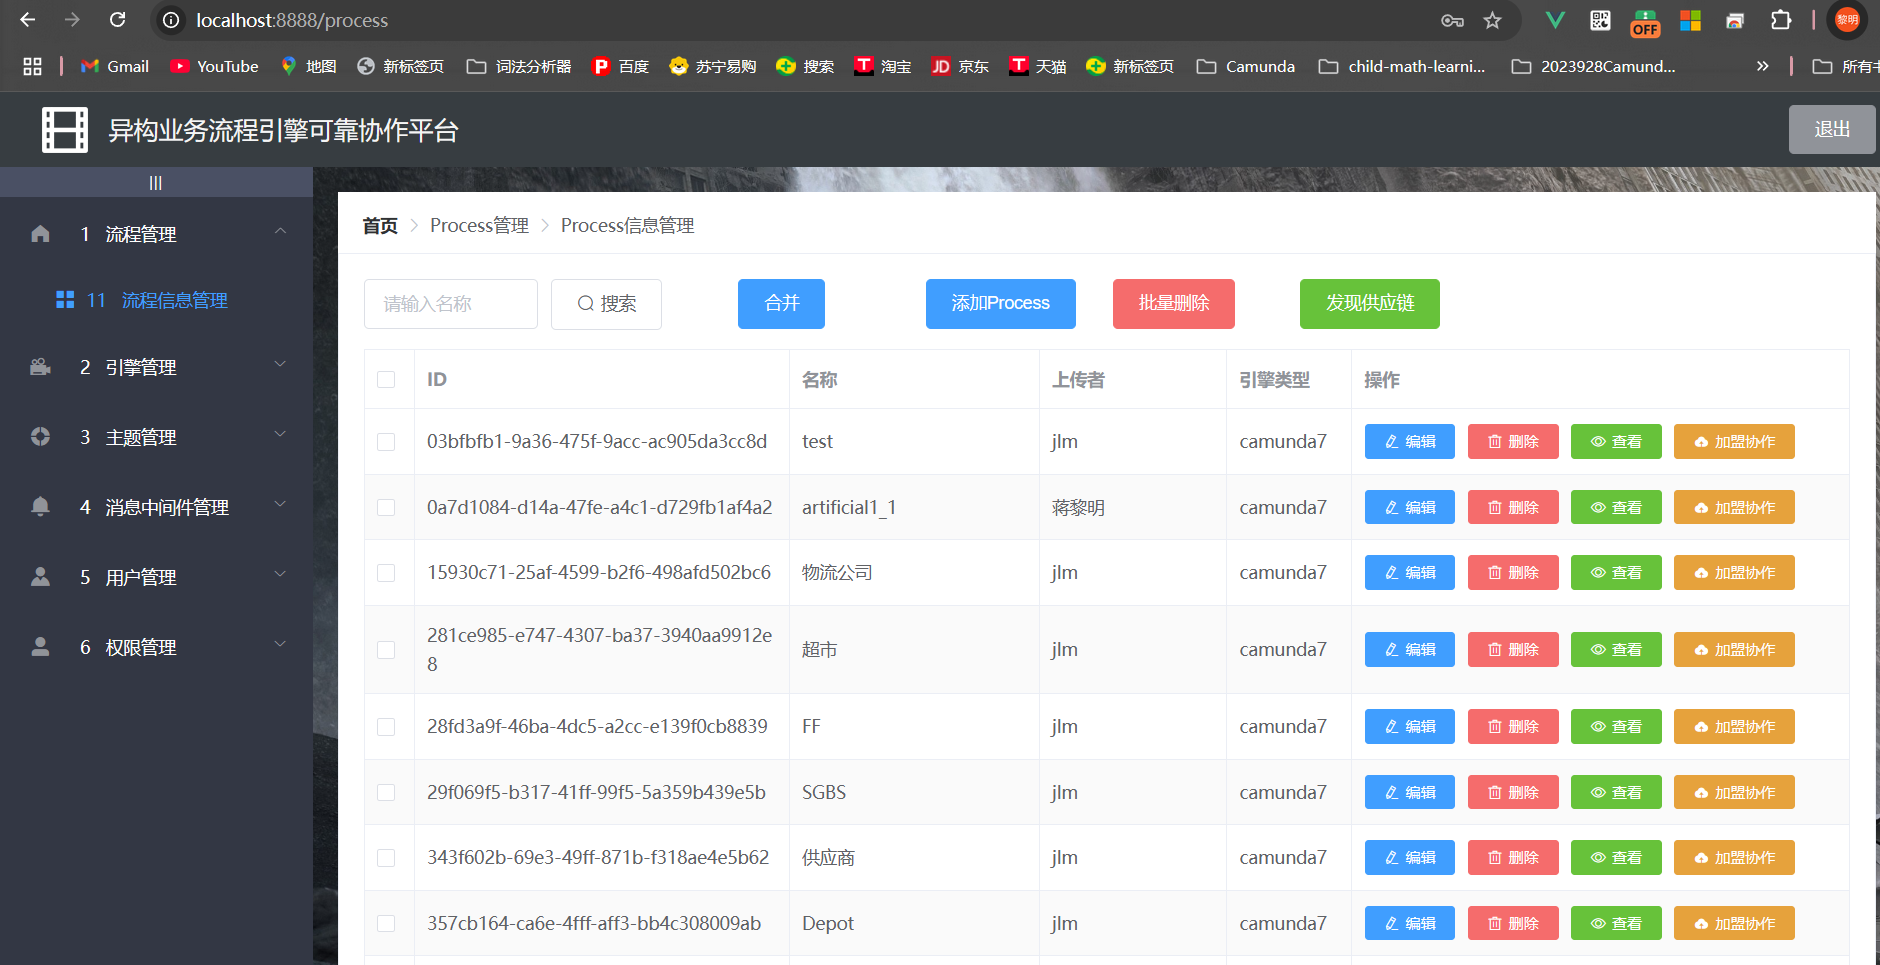 localhost:8888/process
OFF
黎明
Gmail YouTube 地图 新标签页 词法分析器 百度 苏宁易购 搜索 淘宝 JD 京东 天猫 新标签页 Camunda child-math-learni... 2023928Camund... » 所有书
异构业务流程引擎可靠协作平台 退出
|||
1 流程管理
11 流程信息管理
2 引擎管理
3 主题管理
4 消息中间件管理
5 用户管理
6 权限管理
首页 > Process管理 > Process信息管理
请输入名称 搜索 合并 添加Process 批量删除 发现供应链
ID 名称 上传者 引擎类型 操作
03bfbfb1-9a36-475f-9acc-ac905da3cc8d test jlm camunda7 编辑 删除 查看 加盟协作
0a7d1084-d14a-47fe-a4c1-d729fb1af4a2 artificial1_1 蒋黎明 camunda7 编辑 删除 查看 加盟协作
15930c71-25af-4599-b2f6-498afd502bc6 物流公司 jlm camunda7 编辑 删除 查看 加盟协作
281ce985-e747-4307-ba37-3940aa9912e
8 超市 jlm camunda7 编辑 删除 查看 加盟协作
28fd3a9f-46ba-4dc5-a2cc-e139f0cb8839 FF jlm camunda7 编辑 删除 查看 加盟协作
29f069f5-b317-41ff-99f5-5a359b439e5b SGBS jlm camunda7 编辑 删除 查看 加盟协作
343f602b-69e3-49ff-871b-f318ae4e5b62 供应商 jlm camunda7 编辑 删除 查看 加盟协作
357cb164-ca6e-4fff-aff3-bb4c308009ab Depot jlm camunda7 编辑 删除 查看 加盟协作